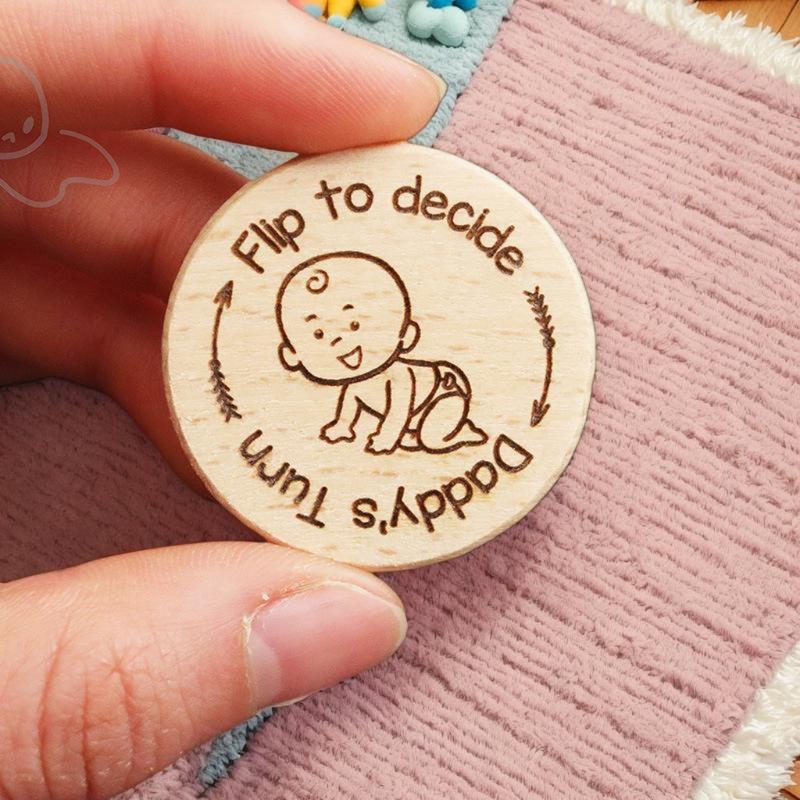 Flip to decide
Daddy's Turn